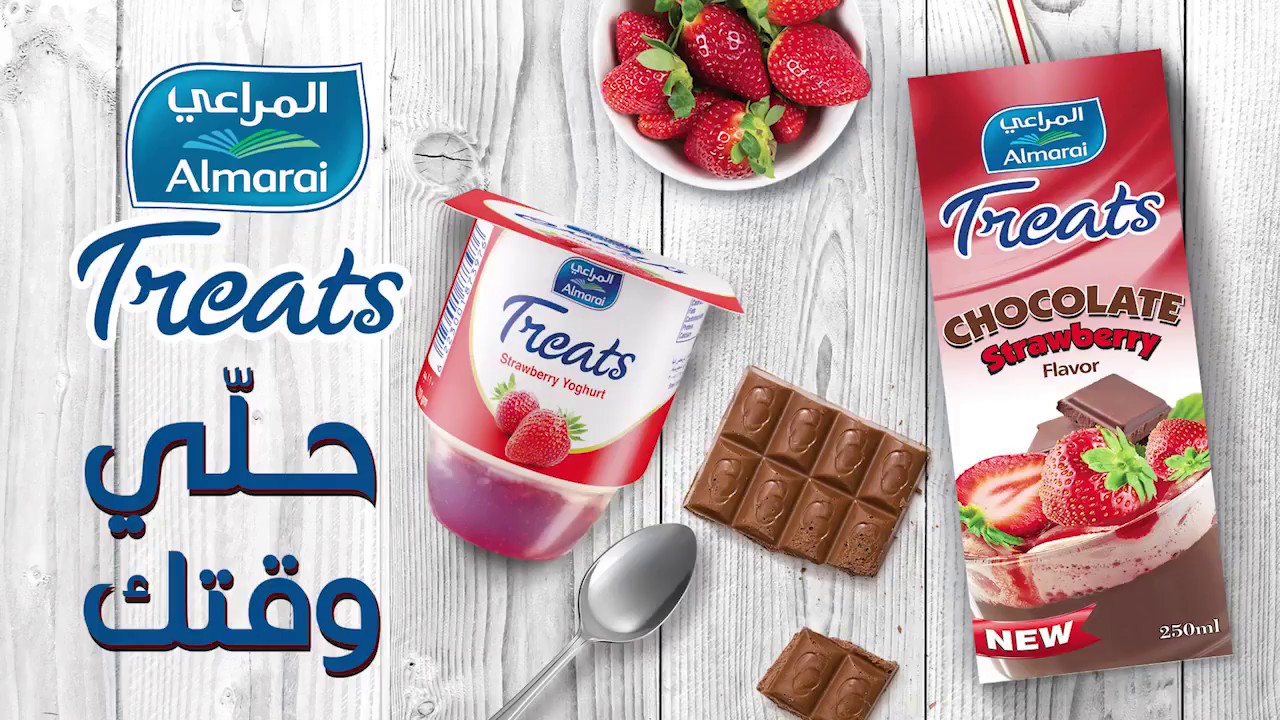 المراعي
Almarai
Treats
حلّي
وقتك
المراعي
Almarai
Treats
Strawberry Yoghurt
المراعي
Almarai
Treats
CHOCOLATE
Strawberry
Flavor
NEW
250ml